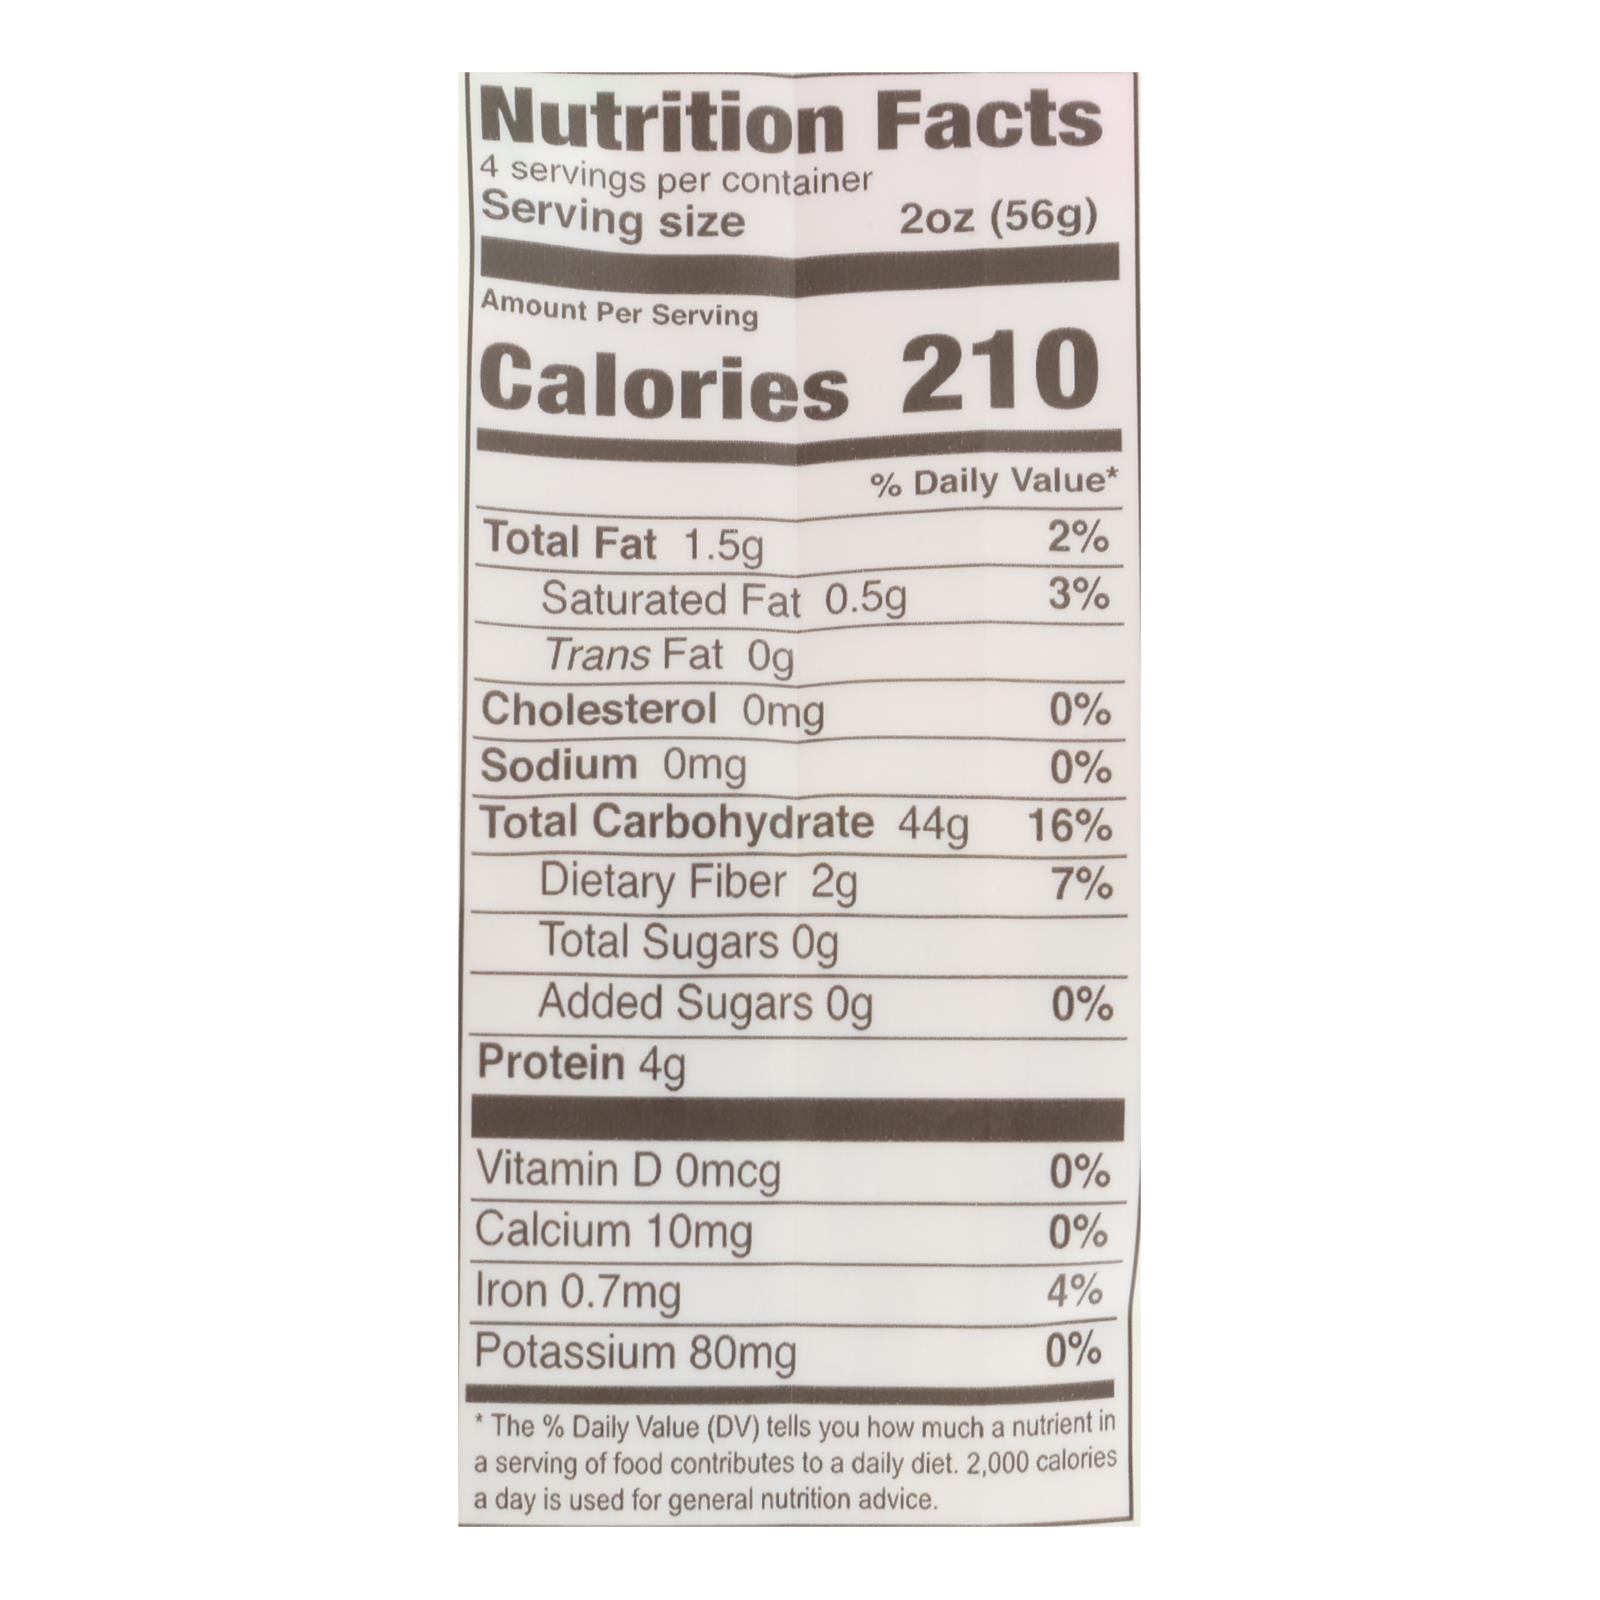 Nutrition Facts
4 servings per container
Serving size 2oz (56g)
Amount Per Serving
Calories 210
% Daily Value*
Total Fat 1.5g 2%
Saturated Fat 0.5g 3%
Trans Fat 0g
Cholesterol 0mg 0%
Sodium 0mg 0%
Total Carbohydrate 44g 16%
Dietary Fiber 2g 7%
Total Sugars 0g
Added Sugars 0g 0%
Protein 4g
Vitamin D 0mcg 0%
Calcium 10mg 0%
Iron 0.7mg 4%
Potassium 80mg 0%
* The % Daily Value (DV) tells you how much a nutrient in
a serving of food contributes to a daily diet. 2,000 calories
a day is used for general nutrition advice.